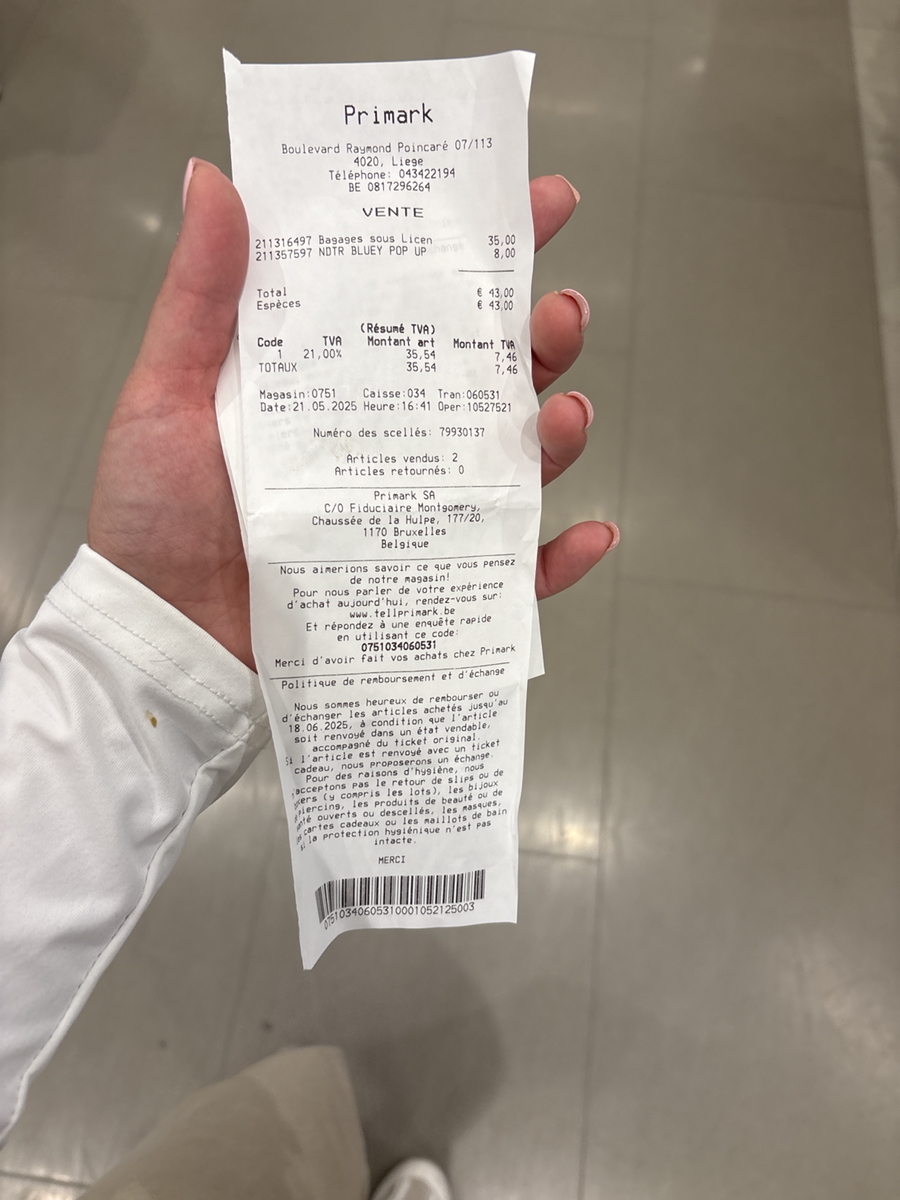 Primark
Boulevard Raymond Poincaré 07/113
4020, Liege
Téléphone: 043422194
BE 0817296264
VENTE
211316497 Bagages sous Licen 35,00
211357597 NDTR BLUEY POP UP 8,00
Total € 43,00
Espèces € 43,00
(Résumé TVA)
Code TVA Montant art Montant TVA
1 21,00% 35,54 7,46
TOTAUX 35,54 7,46
Magasin:0751 Caisse:034 Tran:060531
Date:21.05.2025 Heure:16:41 Oper:10527521
Numéro des scellés: 79930137
Articles vendus: 2
Articles retournés: 0
Primark SA
C/O Fiduciaire Montgomery,
Chaussée de la Hulpe, 177/20,
1170 Bruxelles
Belgique
Nous aimerions savoir ce que vous pensez
de notre magasin!
Pour nous parler de votre expérience
d'achat aujourd'hui, rendez-vous sur:
www.tellprimark.be
Et répondez à une enquête rapide
en utilisant ce code:
0751034060531
Merci d'avoir fait vos achats chez Primark
Politique de remboursement et d'échange
Nous sommes heureux de rembourser ou
d'échanger les articles achetés jusqu'au
18.06.2025, à condition que l'article
soit renvoyé dans un état vendable,
accompagné du ticket original.
Si l'article est renvoyé avec un ticket
cadeau, nous proposerons un échange.
Pour des raisons d'hygiène, nous
acceptons pas le retour de slips ou de
(y compris les lots), les bijoux
piercing, les produits de beauté ou de
ouverts ou descellés, les masques,
cartes cadeaux ou les maillots de bain
si la protection hygiénique n'est pas
intacte.
MERCI
07510340605310001052125003